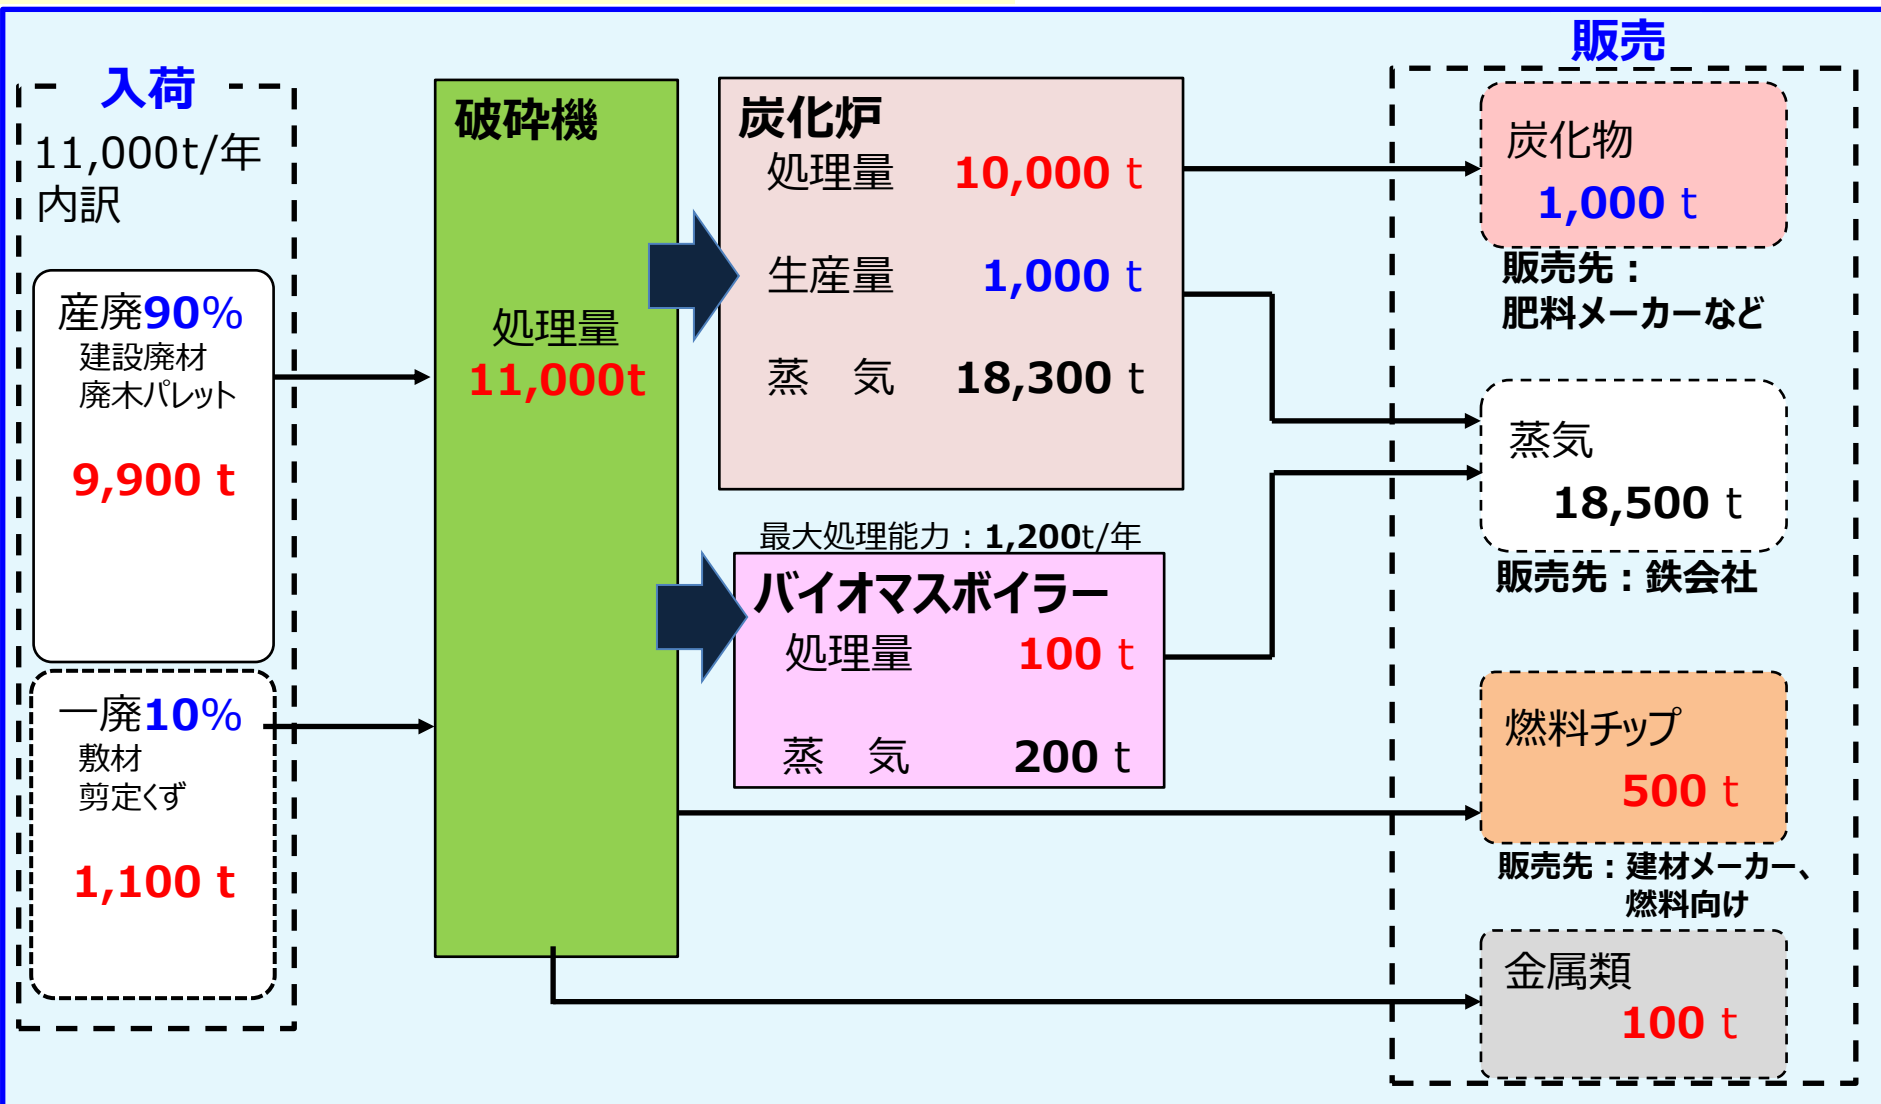 入荷
11,000t/年
内訳
産廃90%
建設廃材
廃木パレット
9,900 t
一廃10%
敷材
剪定くず
1,100 t
破砕機
処理量
11,000t
炭化炉
処理量 10,000 t
生産量 1,000 t
蒸 気 18,300 t
最大処理能力：1,200t/年
バイオマスボイラー
処理量 100 t
蒸 気 200 t
販売
炭化物
1,000 t
販売先：
肥料メーカーなど
蒸気
18,500 t
販売先：鉄会社
燃料チップ
500 t
販売先：建材メーカー、
燃料向け
金属類
100 t